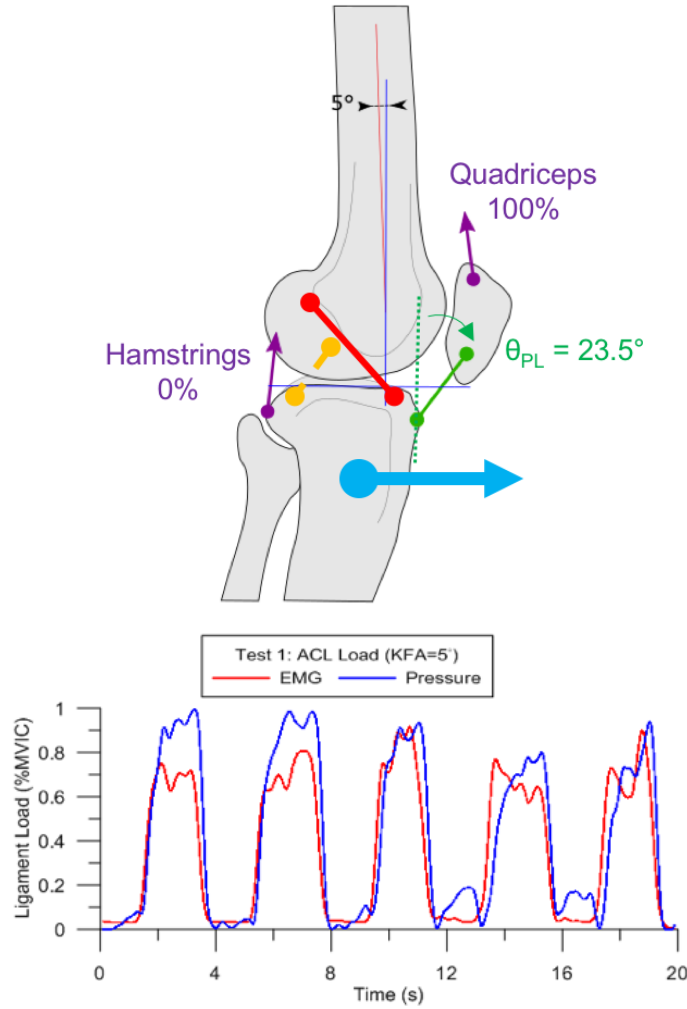 5°
Quadriceps
100%
Hamstrings
0%
θPL = 23.5°
Test 1: ACL Load (KFA=5°)
EMG Pressure
Ligament Load (%MVIC)
1
0.8
0.6
0.4
0.2
0
0 4 8 12 16 20
Time (s)